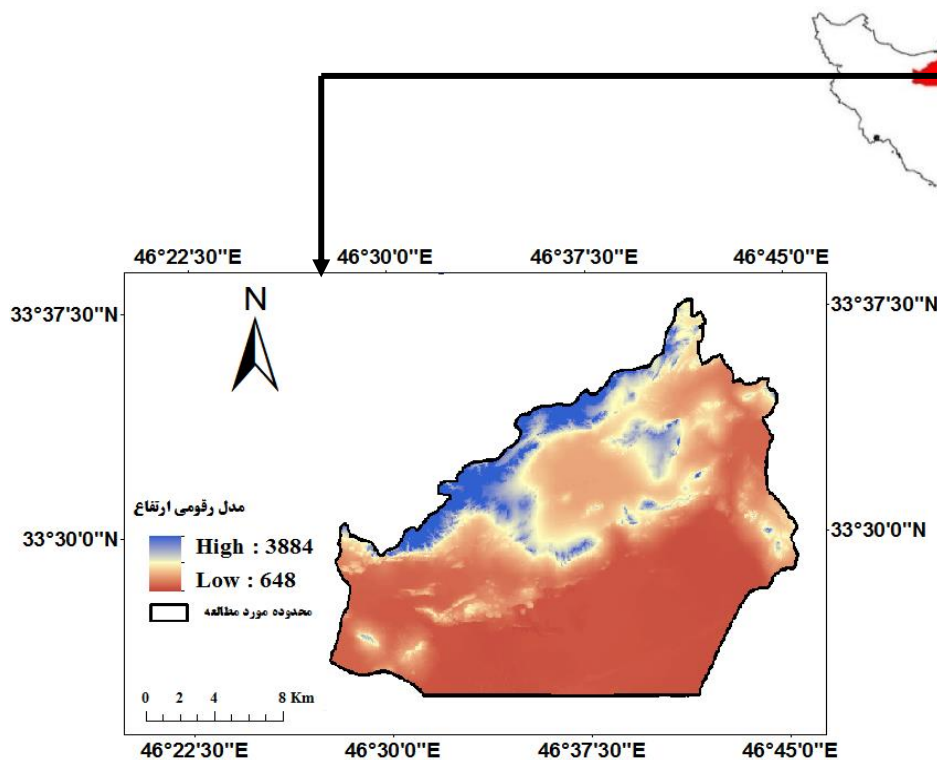 46°22'30"E 46°30'0"E 46°37'30"E 46°45'0"E
33°37'30"N 33°37'30"N
N
مدل رقومی ارتفاع
33°30'0"N 33°30'0"N
High : 3884
Low : 648
محدوده مورد مطالعه
0 2 4 8 Km
46°22'30"E 46°30'0"E 46°37'30"E 46°45'0"E